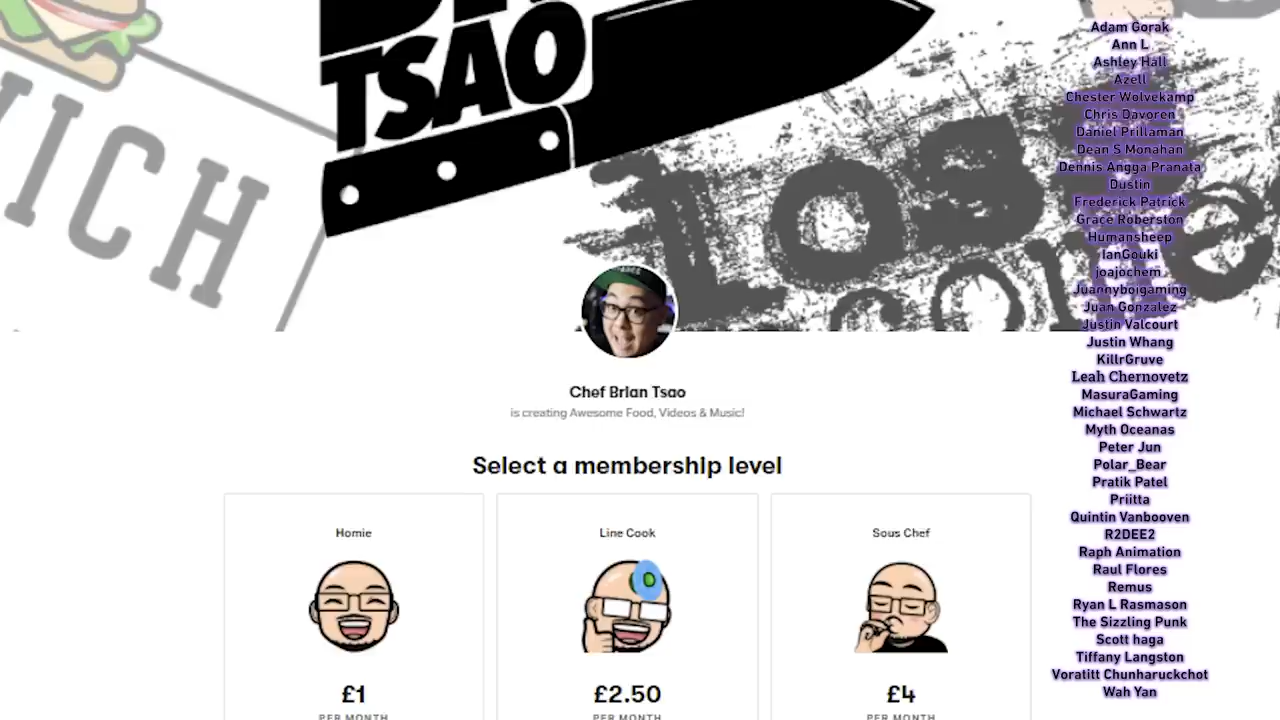 TSAO
WICH
LOST
Chef Brian Tsao
is creating Awesome Food, Videos & Music!
Select a membership level
Homie
£1
PER MONTH
Line Cook
£2.50
PER MONTH
Sous Chef
£4
PER MONTH
Adam Gorak
Ann L
Ashley Hall
Azell
Chester Wolvekamp
Chris Davoren
Daniel Prillaman
Dean S Monahan
Dennis Angga Pranata
Dustin
Frederick Patrick
Grace Roberston
Humansheep
IanGouki
joajochem
Juannyboigaming
Juan Gonzalez
Justin Valcourt
Justin Whang
KillrGruve
Leah Chernovetz
MasuraGaming
Michael Schwartz
Myth Oceanas
Peter Jun
Polar_Bear
Pratik Patel
Priitta
Quintin Vanbooven
R2DEE2
Raph Animation
Raul Flores
Remus
Ryan L Rasmason
The Sizzling Punk
Scott haga
Tiffany Langston
Voratitt Chunharuckchot
Wah Yan